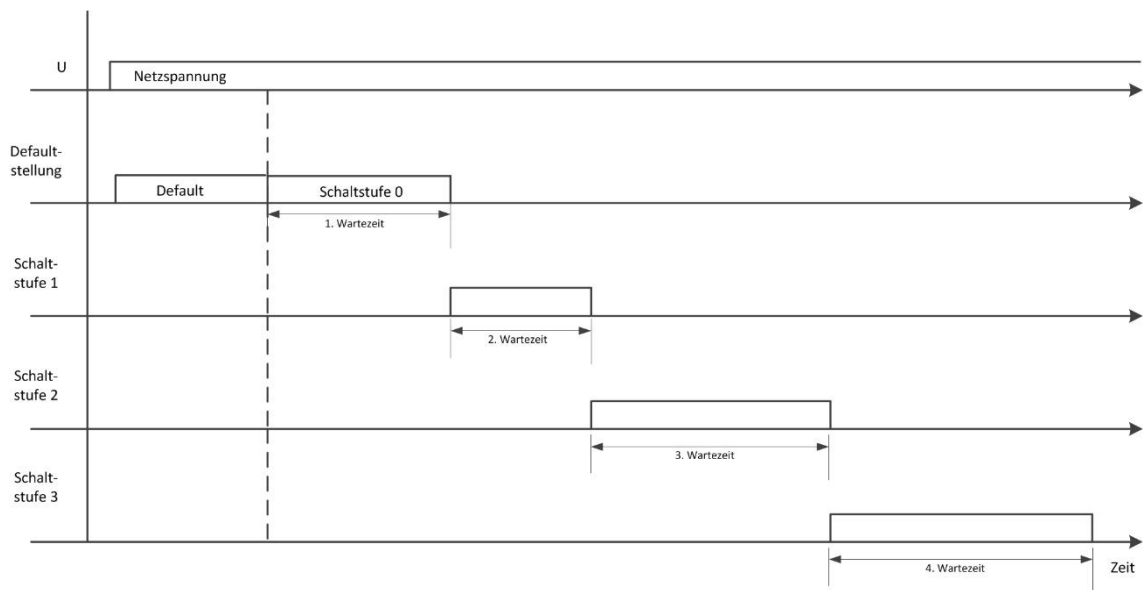 U
Netzspannung
Default-
stellung
Default
Schaltstufe 0
1. Wartezeit
Schalt-
stufe 1
2. Wartezeit
Schalt-
stufe 2
3. Wartezeit
Schalt-
stufe 3
4. Wartezeit
Zeit